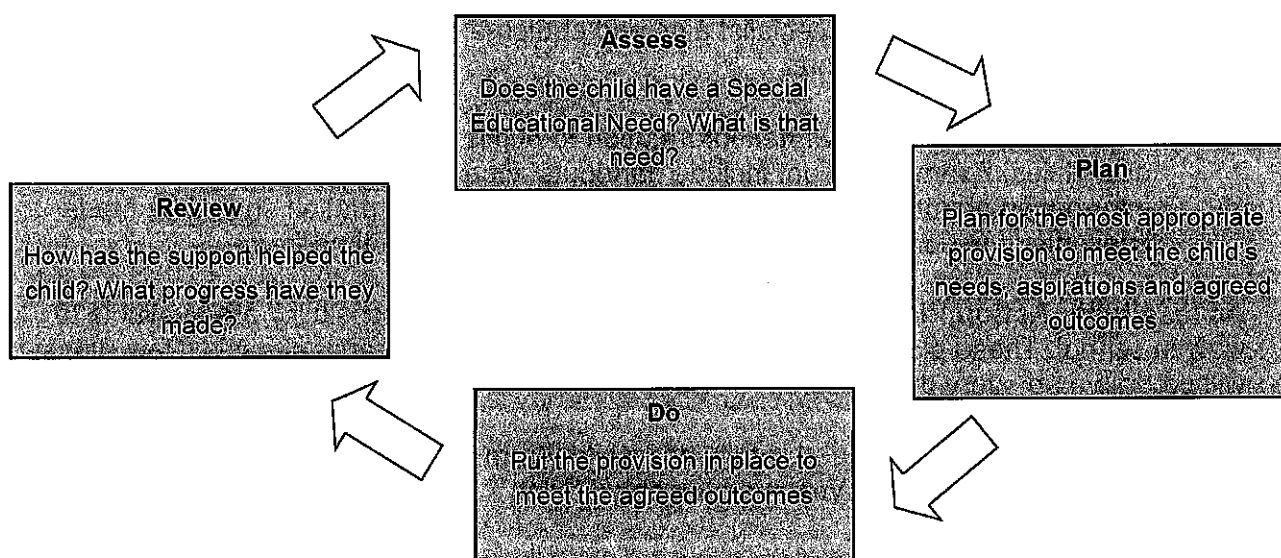 Assess
Does the child have a Special
Educational Need? What is that
need?
Plan
Plan for the most appropriate
provision to meet the child's
needs, aspirations and agreed
outcomes
Do
Put the provision in place to
meet the agreed outcomes
Review
How has the support helped the
child? What progress have they
made?